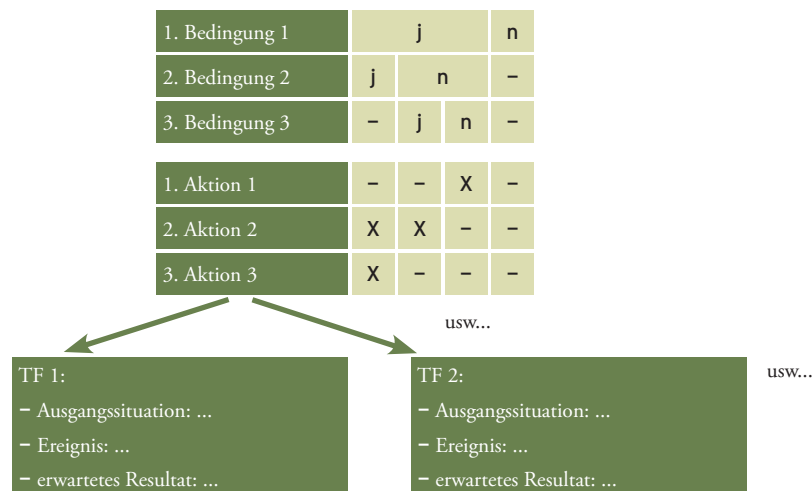 1. Bedingung 1 j n
2. Bedingung 2 j n –
3. Bedingung 3 – j n –
1. Aktion 1 – – X –
2. Aktion 2 X X – –
3. Aktion 3 X – – –
usw...
TF 1:
– Ausgangssituation: ...
– Ereignis: ...
– erwartetes Resultat: ...
TF 2:
– Ausgangssituation: ...
– Ereignis: ...
– erwartetes Resultat: ...
usw...